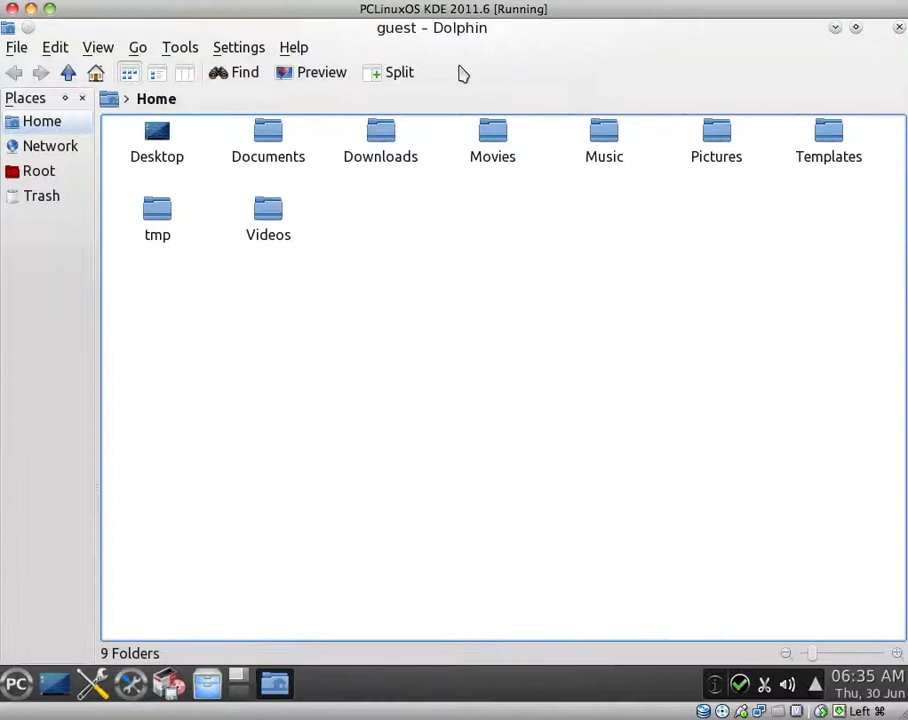 PCLinuxOS KDE 2011.6 [Running]
guest – Dolphin
File Edit View Go Tools Settings Help
Find Preview Split
Places
Home
Home
Network
Root
Trash
Desktop Documents Downloads Movies Music Pictures Templates
tmp Videos
9 Folders
PC
06:35 AM
Thu, 30 Jun
Left ⌘